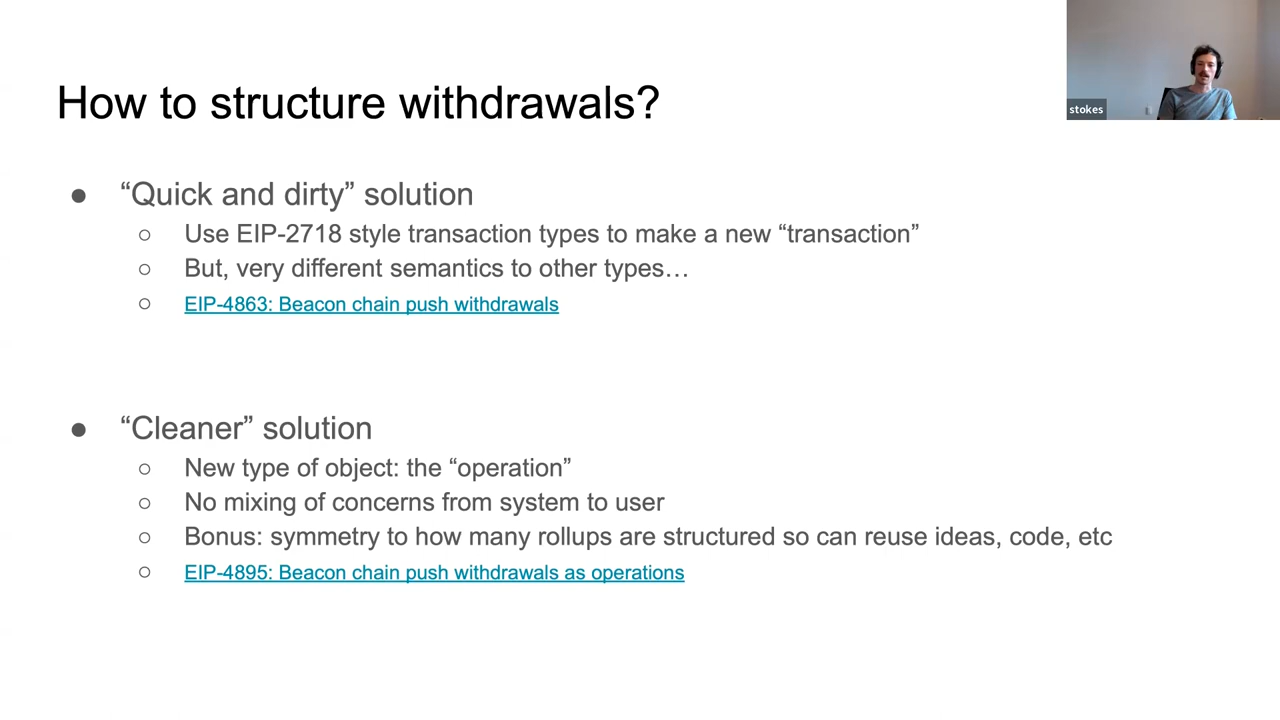 How to structure withdrawals?
stokes
● “Quick and dirty” solution
○ Use EIP-2718 style transaction types to make a new “transaction”
○ But, very different semantics to other types…
○ EIP-4863: Beacon chain push withdrawals
● “Cleaner” solution
○ New type of object: the “operation”
○ No mixing of concerns from system to user
○ Bonus: symmetry to how many rollups are structured so can reuse ideas, code, etc
○ EIP-4895: Beacon chain push withdrawals as operations